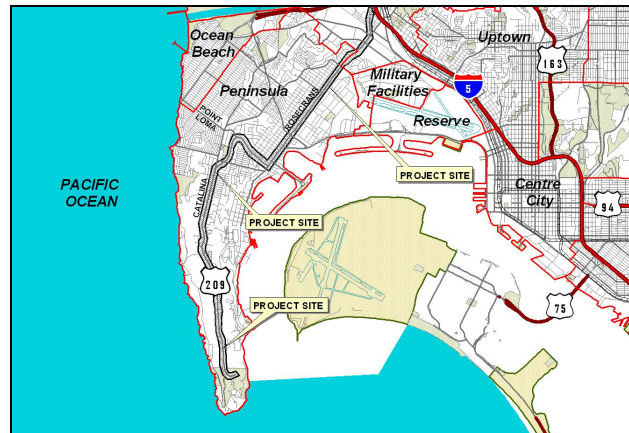 Ocean
Beach
Uptown
163
Military
Facilities
5
Peninsula
Reserve
ROSECRANS
POINT
LOMA
PROJECT SITE
PACIFIC
OCEAN
CATALINA
Centre
City
94
PROJECT SITE
209
PROJECT SITE
75